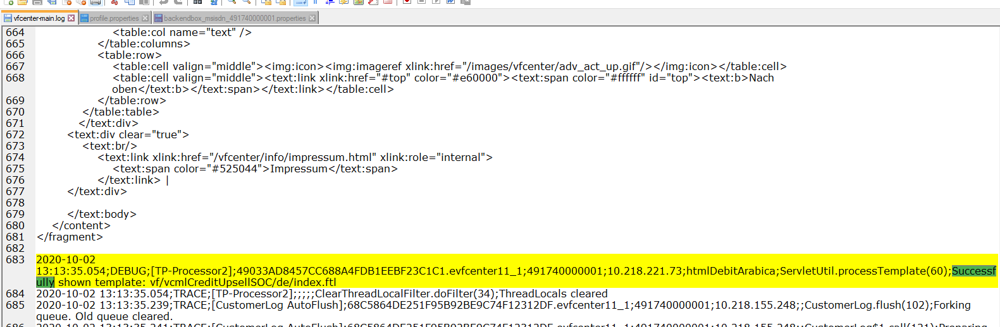 vfcenter-main.log profile.properties backendbox_msisdn_491740000001.properties
664 <table:col name="text" />
665 </table:columns>
666 <table:row>
667 <table:cell valign="middle"><img:icon><img:imageref xlink:href="/images/vfcenter/adv_act_up.gif"/></img:icon></table:cell>
668 <table:cell valign="middle"><text:link xlink:href="#top" color="#e60000"><text:span color="#ffffff" id="top"><text:b>Nach
oben</text:b></text:span></text:link></table:cell>
669 </table:row>
670 </table:table>
671 </text:div>
672 <text:div clear="true">
673 <text:br/>
674 <text:link xlink:href="/vfcenter/info/impressum.html" xlink:role="internal">
675 <text:span color="#525044">Impressum</text:span>
676 </text:link> |
677 </text:div>
678
679 </text:body>
680 </content>
681 </fragment>
682
683 2020-10-02
13:13:35.054;DEBUG;[TP-Processor2];49033AD8457CC688A4FDB1EEBF23C1C1.evfcenter11_1;491740000001;10.218.221.73;htmlDebitArabica;ServletUtil.processTemplate(60);Successf
ully shown template: vf/vcmlCreditUpsellSOC/de/index.ftl
684 2020-10-02 13:13:35.054;TRACE;[TP-Processor2];;;;;ClearThreadLocalFilter.doFilter(34);ThreadLocals cleared
685 2020-10-02 13:13:35.239;TRACE;[CustomerLog AutoFlush];68C5864DE251F95B92BE9C74F12312DF.evfcenter11_1;491740000001;10.218.155.248;;CustomerLog.flush(102);Forking
queue. Old queue cleared.
686 2020-10-02 13:13:35.241;TRACE;[CustomerLog AutoFlush];68C5864DE251F95B92BE9C74F12312DF.evfcenter11_1;491740000001;10.218.155.248;;CustomerLog$1.call(121);Preparing